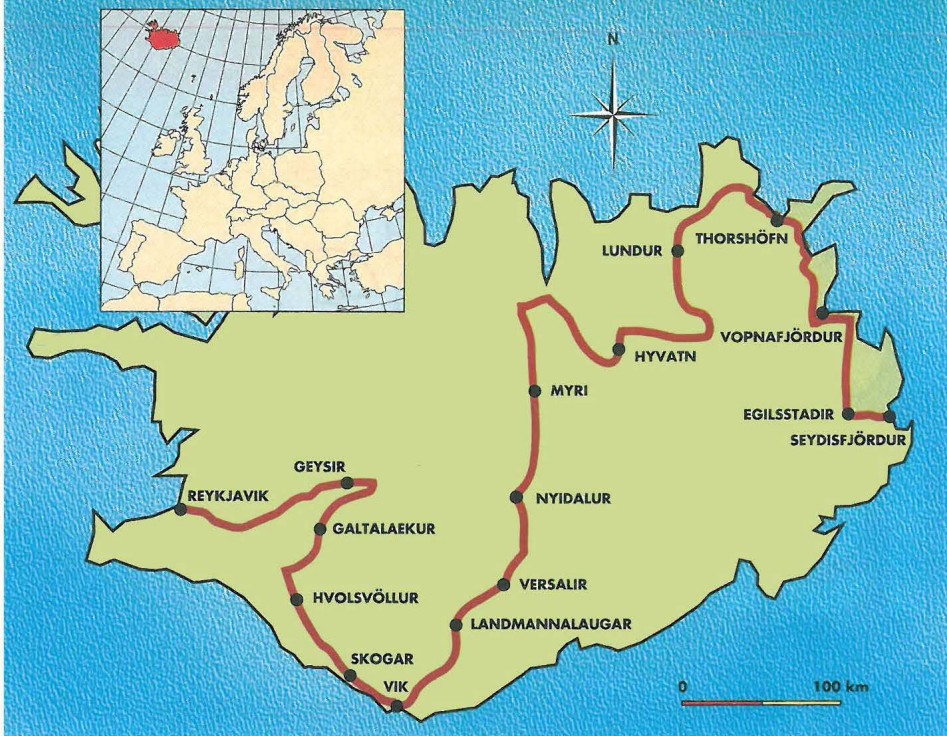 N
THORSHÖFN
LUNDUR
VOPNAFJÖRDUR
HYVATN
MYRI
EGILSSTADIR
SEYDISFJÖRDUR
GEYSIR
REYKJAVIK
NYIDALUR
GALTALAEKUR
VERSALIR
HVOLSVÖLLUR
LANDMANNALAUGAR
SKOGAR
VIK
0 100 km